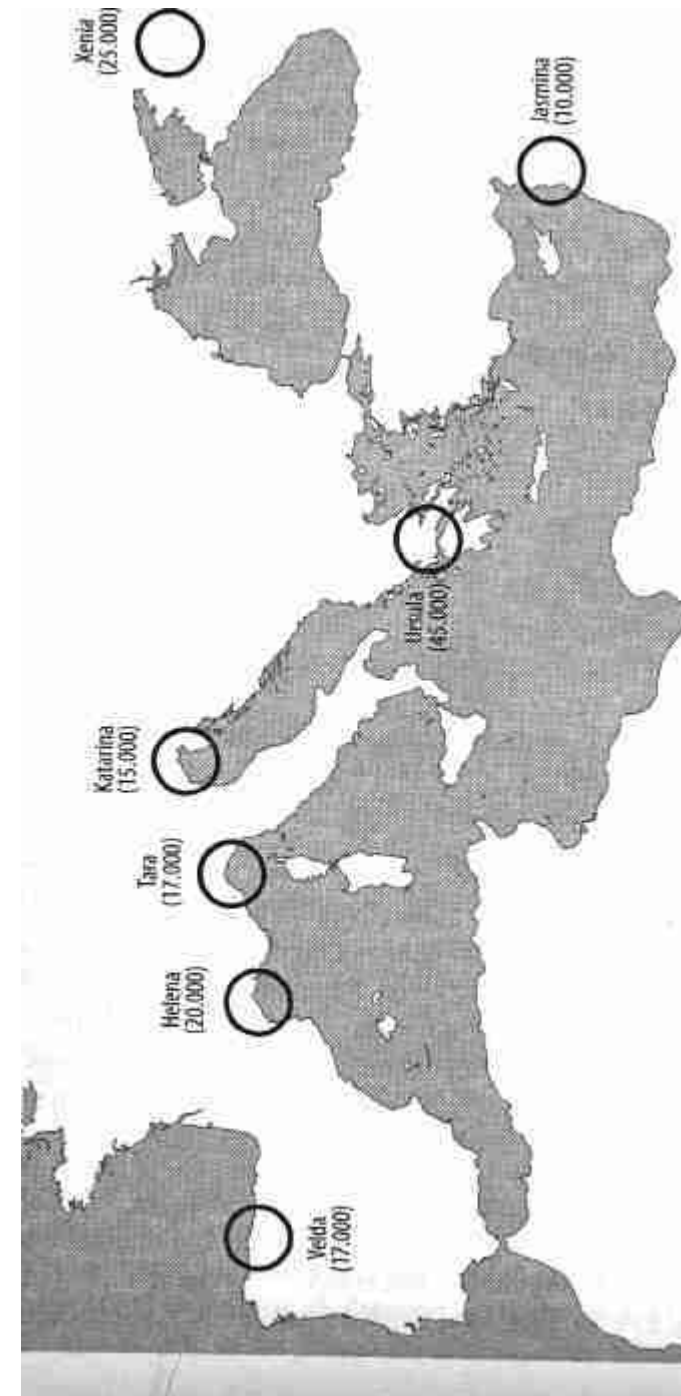 Velda
(17.000)
Helena
(20.000)
Tara
(17.000)
Katarina
(15.000)
Ursula
(45.000)
Xenia
(25.000)
Jasmina
(10.000)